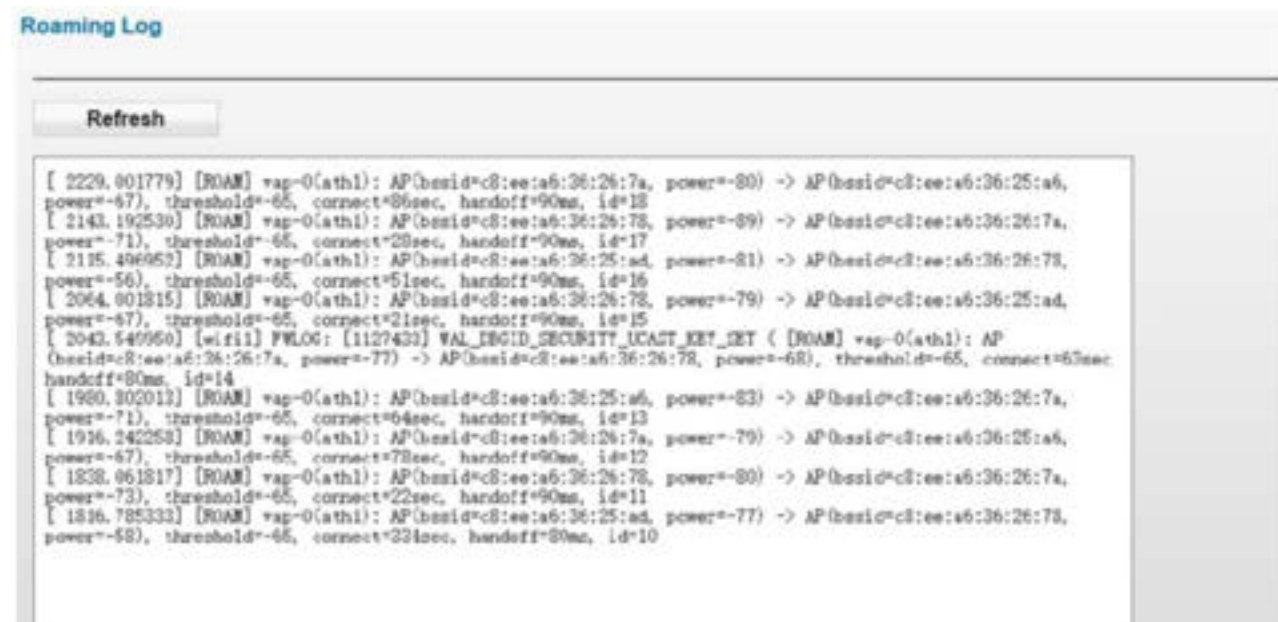 Roaming Log
Refresh
[ 2229.001779] [ROAM] vap-0(ath1): AP(bssid=c8:ee:a6:36:26:7a, power=-80) -> AP(bssid=c8:ee:a6:36:25:a6,
power=-67), threshold=-65, connect=86sec, handoff=90ms, id=18
[ 2143.192530] [ROAM] vap-0(ath1): AP(bssid=c8:ee:a6:36:26:78, power=-89) -> AP(bssid=c8:ee:a6:36:26:7a,
power=-71), threshold=-65, connect=28sec, handoff=90ms, id=17
[ 2115.496952] [ROAM] vap-0(ath1): AP(bssid=c8:ee:a6:36:25:ad, power=-81) -> AP(bssid=c8:ee:a6:36:26:78,
power=-56), threshold=-65, connect=51sec, handoff=90ms, id=16
[ 2064.001815] [ROAM] vap-0(ath1): AP(bssid=c8:ee:a6:36:26:78, power=-79) -> AP(bssid=c8:ee:a6:36:25:ad,
power=-67), threshold=-65, connect=21sec, handoff=90ms, id=15
[ 2043.549950] [wifi1] FWLOG: [1127433] WAL_DBGID_SECURITY_UCAST_KEY_SET ( [ROAM] vap-0(ath1): AP
(bssid=c8:ee:a6:36:26:7a, power=-77) -> AP(bssid=c8:ee:a6:36:26:78, power=-68), threshold=-65, connect=63sec
handoff=80ms, id=14
[ 1980.802013] [ROAM] vap-0(ath1): AP(bssid=c8:ee:a6:36:25:a6, power=-83) -> AP(bssid=c8:ee:a6:36:26:7a,
power=-71), threshold=-65, connect=64sec, handoff=90ms, id=13
[ 1916.242258] [ROAM] vap-0(ath1): AP(bssid=c8:ee:a6:36:26:7a, power=-79) -> AP(bssid=c8:ee:a6:36:25:a6,
power=-67), threshold=-65, connect=78sec, handoff=90ms, id=12
[ 1838.061817] [ROAM] vap-0(ath1): AP(bssid=c8:ee:a6:36:26:78, power=-80) -> AP(bssid=c8:ee:a6:36:26:7a,
power=-73), threshold=-65, connect=22sec, handoff=90ms, id=11
[ 1816.785333] [ROAM] vap-0(ath1): AP(bssid=c8:ee:a6:36:25:ad, power=-77) -> AP(bssid=c8:ee:a6:36:26:78,
power=-58), threshold=-65, connect=334sec, handoff=80ms, id=10